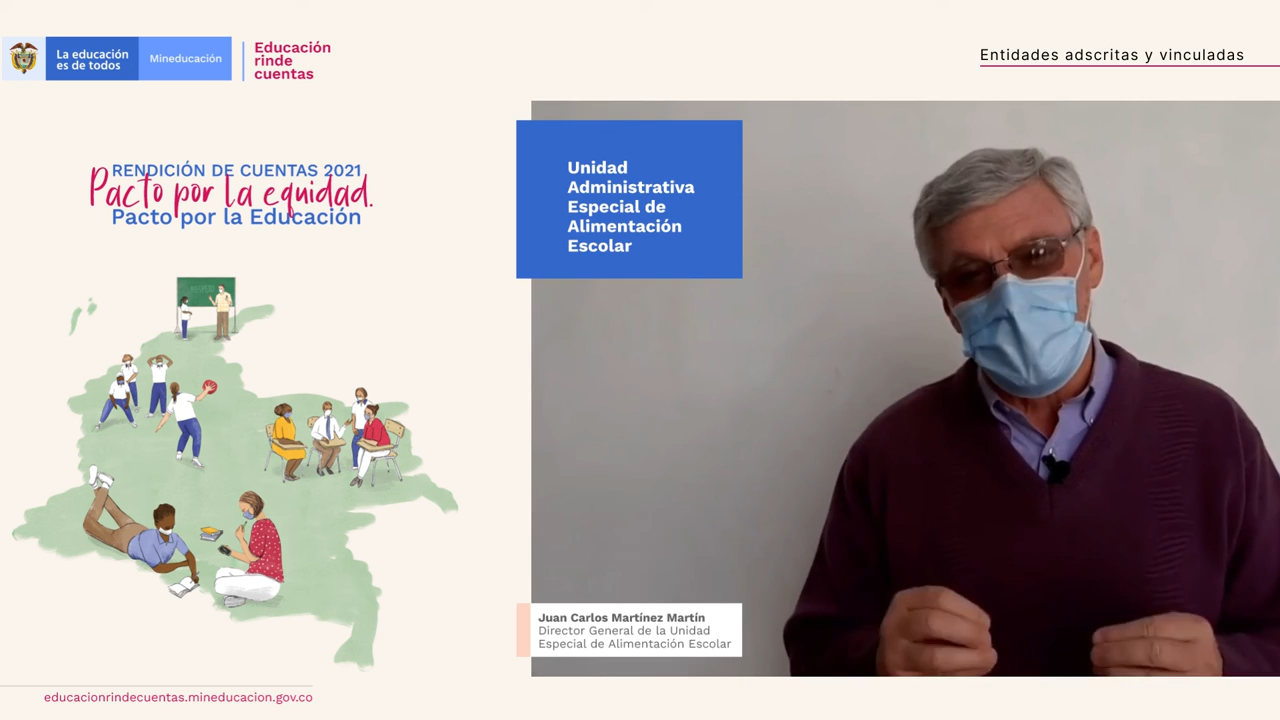 La educación
es de todos
Mineducación
Educación
rinde
cuentas
Entidades adscritas y vinculadas
RENDICIÓN DE CUENTAS 2021
Pacto por la equidad.
Pacto por la Educación
Unidad
Administrativa
Especial de
Alimentación
Escolar
Juan Carlos Martínez Martín
Director General de la Unidad
Especial de Alimentación Escolar
educacionrindecuentas.mineducacion.gov.co